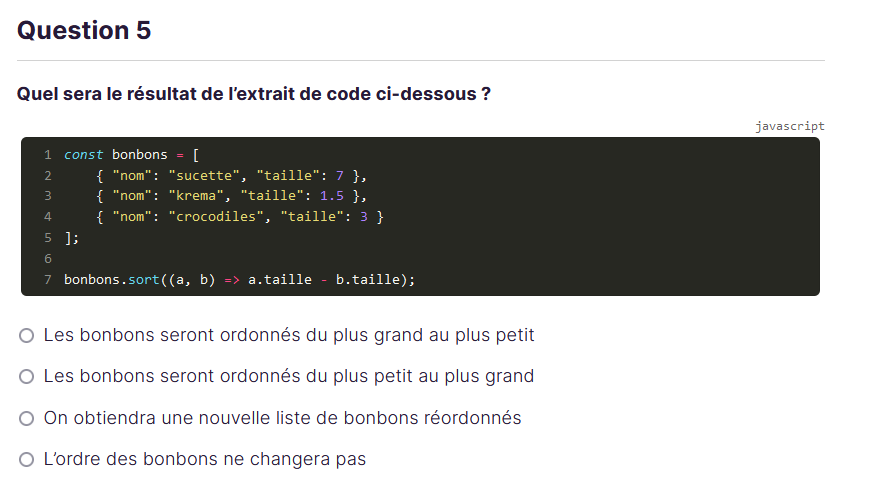 Question 5
Quel sera le résultat de l’extrait de code ci-dessous ?
javascript
1 const bonbons = [
2     { "nom": "sucette", "taille": 7 },
3     { "nom": "krema", "taille": 1.5 },
4     { "nom": "crocodiles", "taille": 3 }
5 ];
6
7 bonbons.sort((a, b) => a.taille - b.taille);
Les bonbons seront ordonnés du plus grand au plus petit
Les bonbons seront ordonnés du plus petit au plus grand
On obtiendra une nouvelle liste de bonbons réordonnés
L’ordre des bonbons ne changera pas